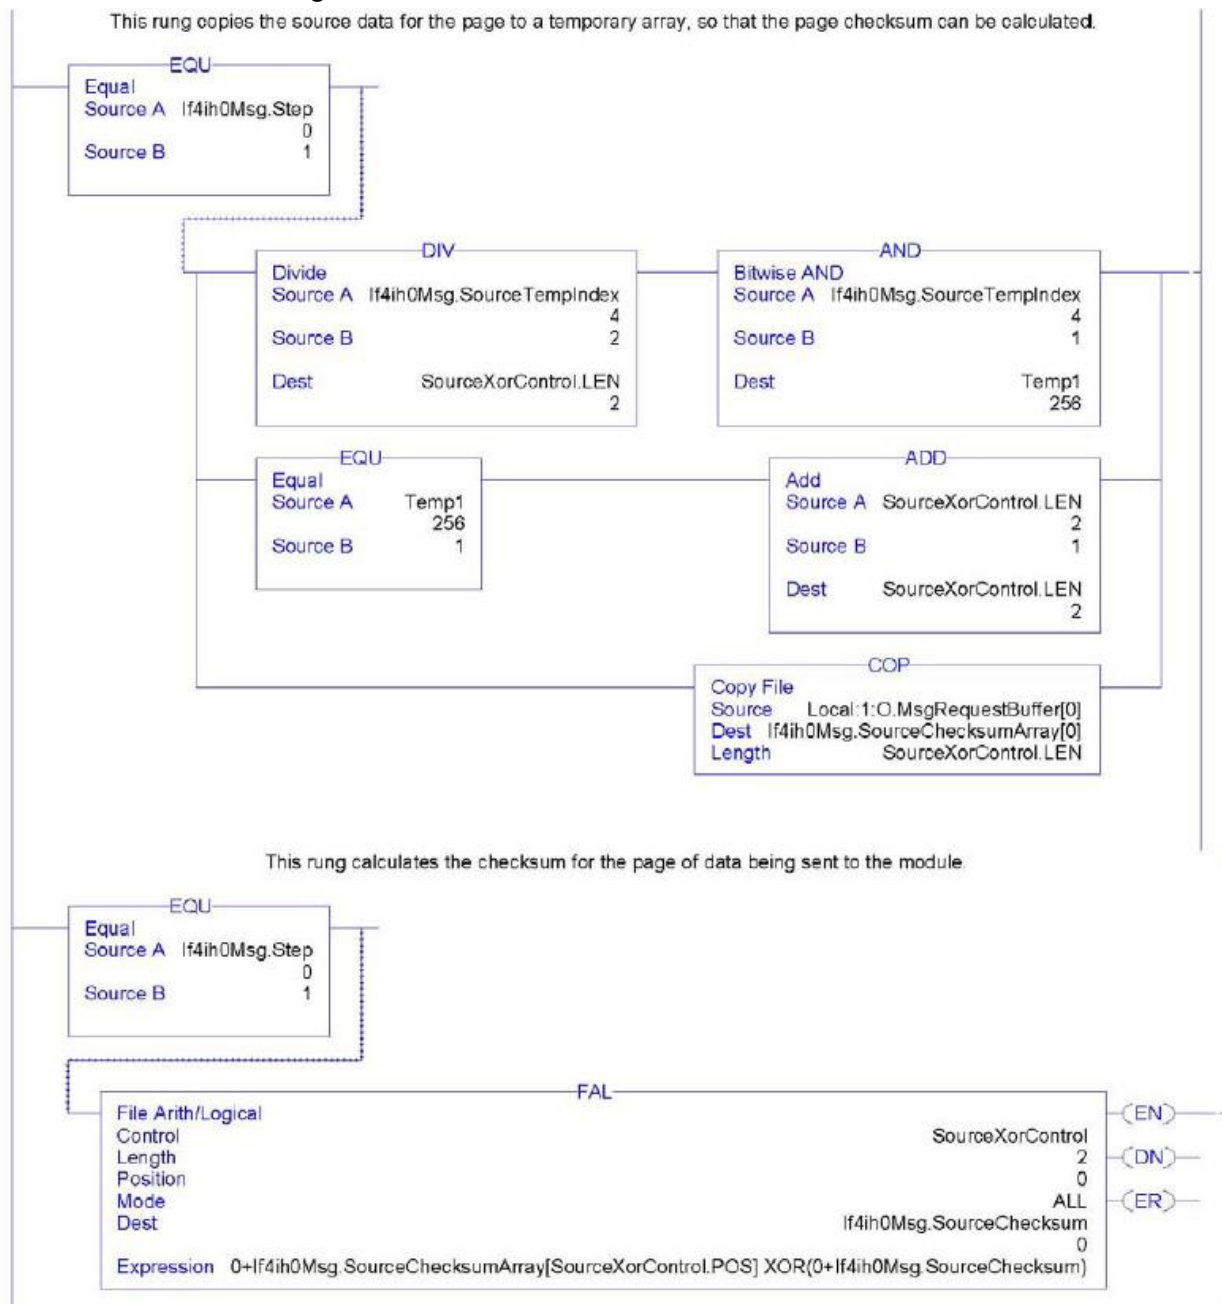 This rung copies the source data for the page to a temporary array, so that the page checksum can be calculated.
EQU
Equal
Source A If4ih0Msg.Step
0
Source B 1
DIV
Divide
Source A If4ih0Msg.SourceTempIndex
4
Source B 2
Dest SourceXorControl.LEN
2
AND
Bitwise AND
Source A If4ih0Msg.SourceTempIndex
4
Source B 1
Dest Temp1
256
EQU
Equal
Source A Temp1
256
Source B 1
ADD
Add
Source A SourceXorControl.LEN
2
Source B 1
Dest SourceXorControl.LEN
2
COP
Copy File
Source Local:1:O.MsgRequestBuffer[0]
Dest If4ih0Msg.SourceChecksumArray[0]
Length SourceXorControl.LEN
This rung calculates the checksum for the page of data being sent to the module.
EQU
Equal
Source A If4ih0Msg.Step
0
Source B 1
FAL
File Arith/Logical
Control SourceXorControl
Length 2
Position 0
Mode ALL
Dest If4ih0Msg.SourceChecksum
0
Expression 0+If4ih0Msg.SourceChecksumArray[SourceXorControl.POS] XOR(0+If4ih0Msg.SourceChecksum)
EN
DN
ER